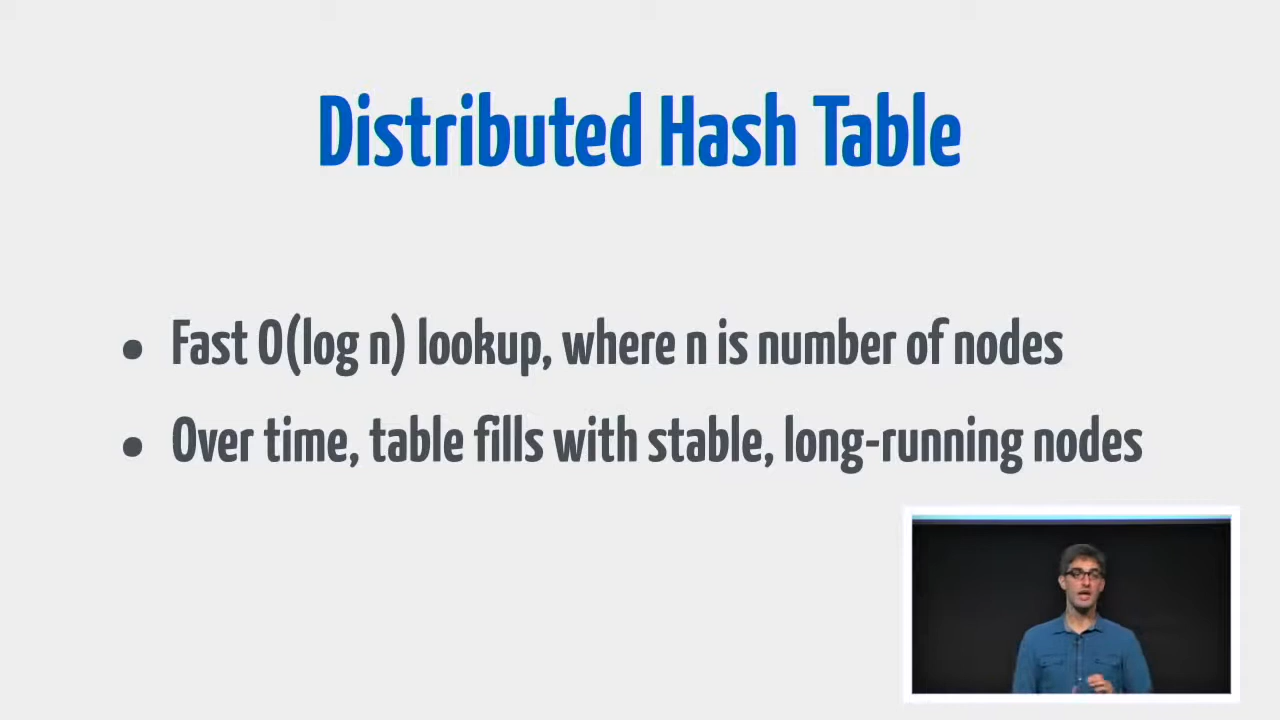 Distributed Hash Table
• Fast O(log n) lookup, where n is number of nodes
• Over time, table fills with stable, long-running nodes